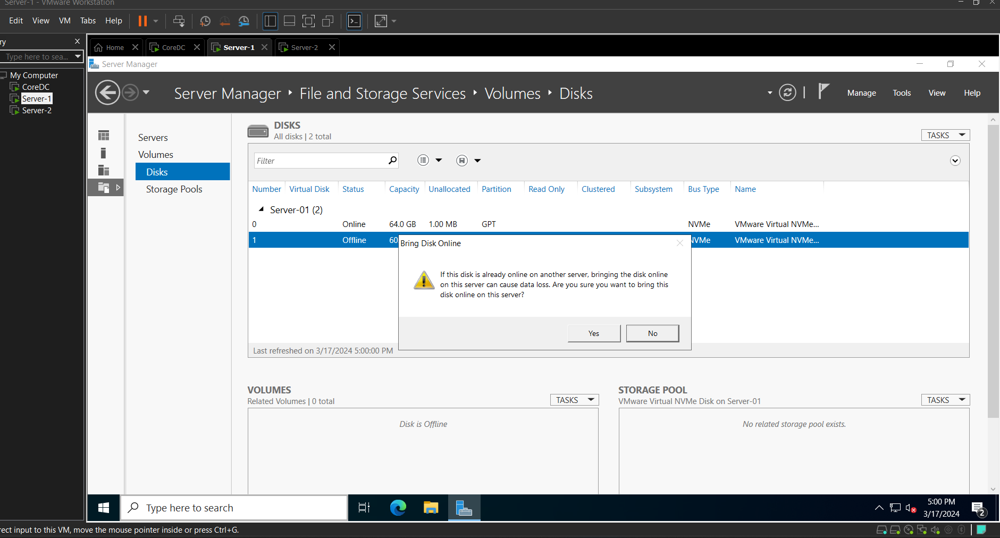 Server-1 - VMware Workstation
Edit View VM Tabs Help
ry
Type here to sea...
My Computer
CoreDC
Server-1
Server-2
Home CoreDC Server-1 Server-2
Server Manager
Server Manager File and Storage Services Volumes Disks
Manage Tools View Help
Servers
Volumes
Disks
Storage Pools
DISKS
All disks | 2 total
TASKS
Filter
Number Virtual Disk Status Capacity Unallocated Partition Read Only Clustered Subsystem Bus Type Name
Server-01 (2)
0 Online 64.0 GB 1.00 MB GPT NVMe VMware Virtual NVMe...
1 Offline 60 NVMe VMware Virtual NVMe...
Bring Disk Online
If this disk is already online on another server, bringing the disk online
on this server can cause data loss. Are you sure you want to bring this
disk online on this server?
Yes No
Last refreshed on 3/17/2024 5:00:00 PM
VOLUMES
Related Volumes | 0 total
TASKS
Disk is Offline
STORAGE POOL
VMware Virtual NVMe Disk on Server-01
TASKS
No related storage pool exists.
Type here to search
5:00 PM
3/17/2024
2
rect input to this VM, move the mouse pointer inside or press Ctrl+G.